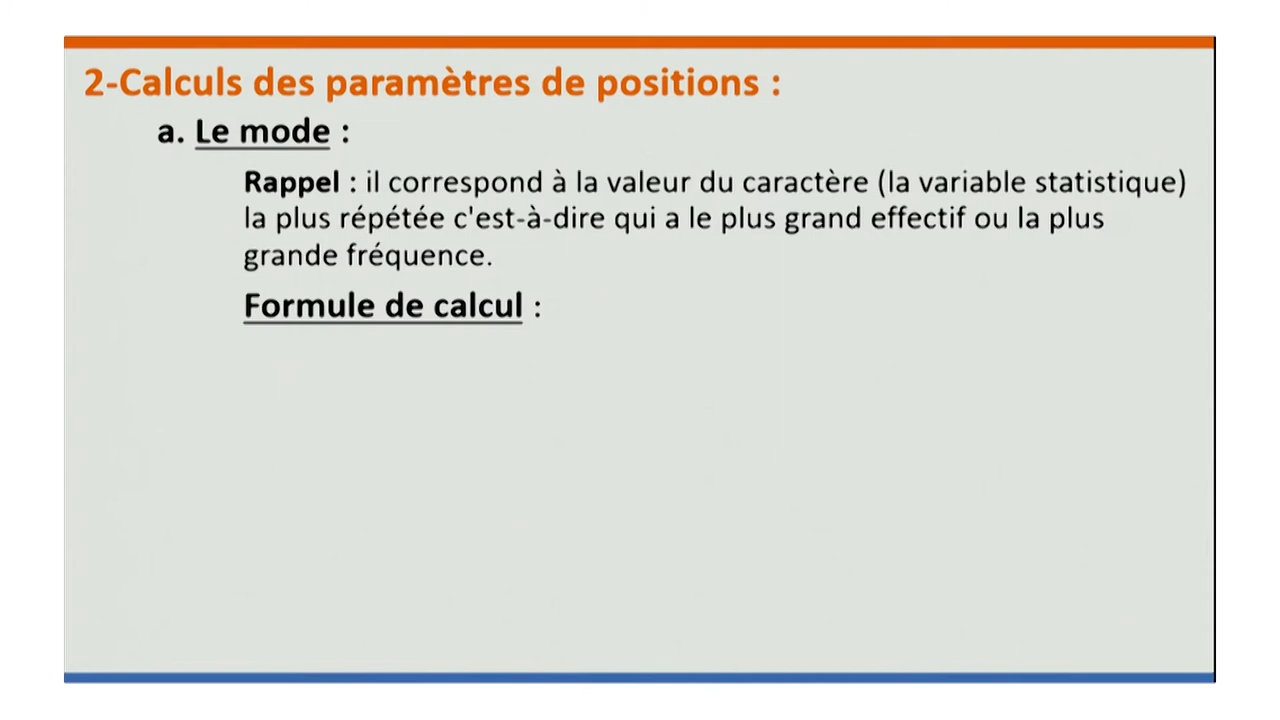 2-Calculs des paramètres de positions :
a. Le mode :
Rappel : il correspond à la valeur du caractère (la variable statistique)
la plus répétée c'est-à-dire qui a le plus grand effectif ou la plus
grande fréquence.
Formule de calcul :